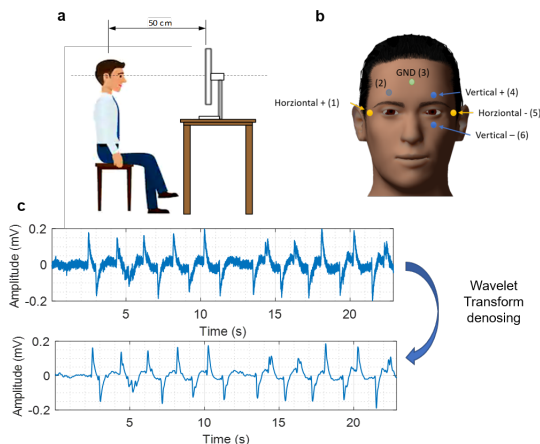 a
50 cm
b
GND (3)
(2)
Vertical + (4)
Horziontal + (1)
Horziontal - (5)
Vertical – (6)
c
0.2
0
-0.2
Amplitude (mV)
5
10
15
20
Time (s)
Wavelet
Transform
denosing
0.2
0
-0.2
Amplitude (mV)
5
10
15
20
Time (s)